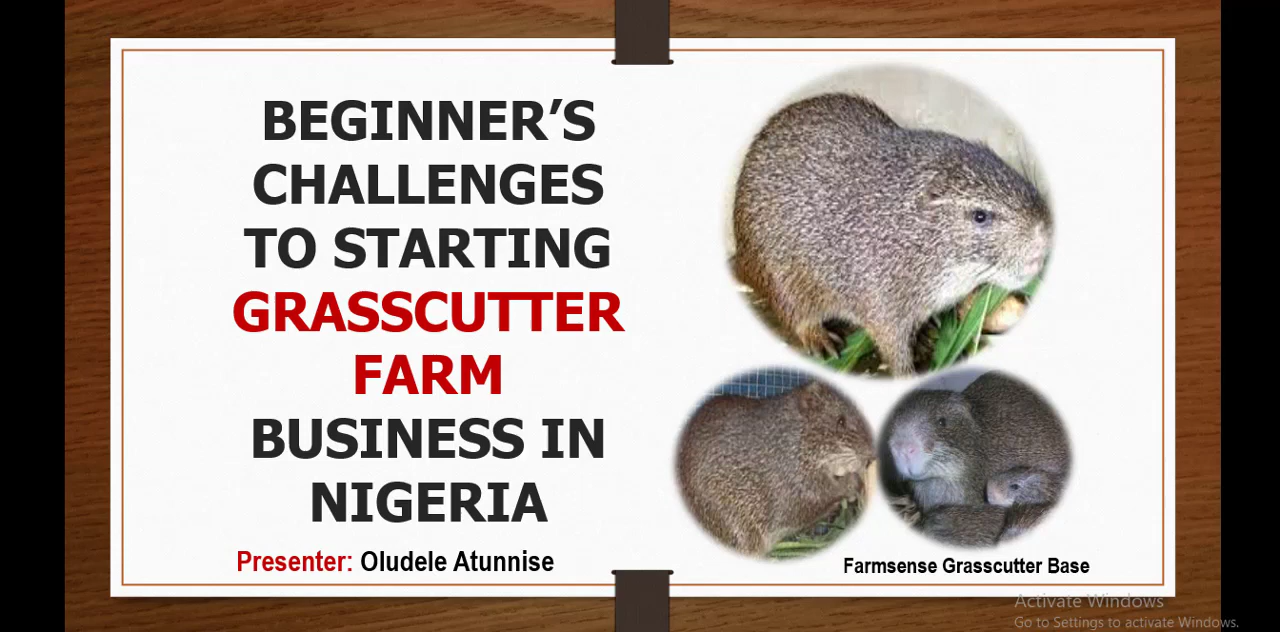 BEGINNER’S
CHALLENGES
TO STARTING
GRASSCUTTER
FARM
BUSINESS IN
NIGERIA
Presenter: Oludele Atunnise
Farmsense Grasscutter Base
Activate Windows
Go to Settings to activate Windows.